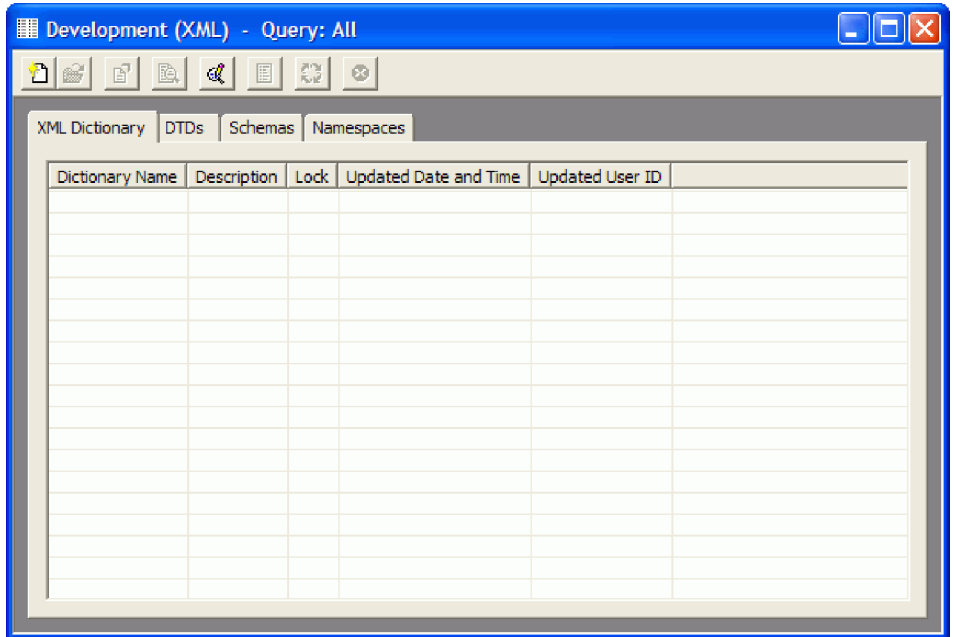 Development (XML) - Query: All
XML Dictionary DTDs Schemas Namespaces
Dictionary Name Description Lock Updated Date and Time Updated User ID